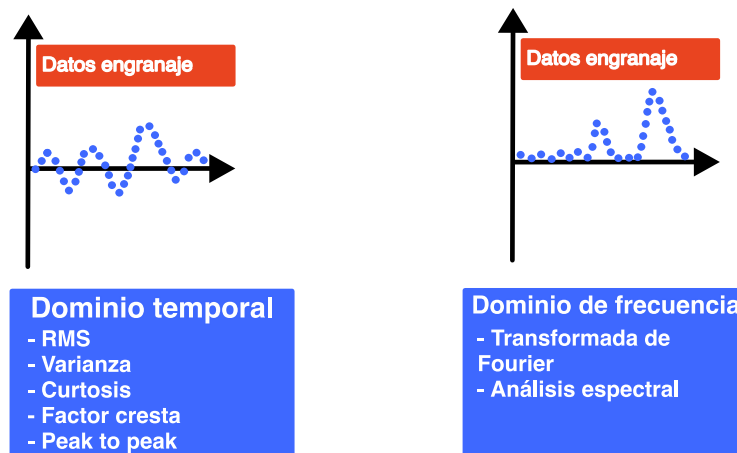 Datos engranaje
Datos engranaje
Dominio temporal
- RMS
- Varianza
- Curtosis
- Factor cresta
- Peak to peak
Dominio de frecuencia
- Transformada de
Fourier
- Análisis espectral